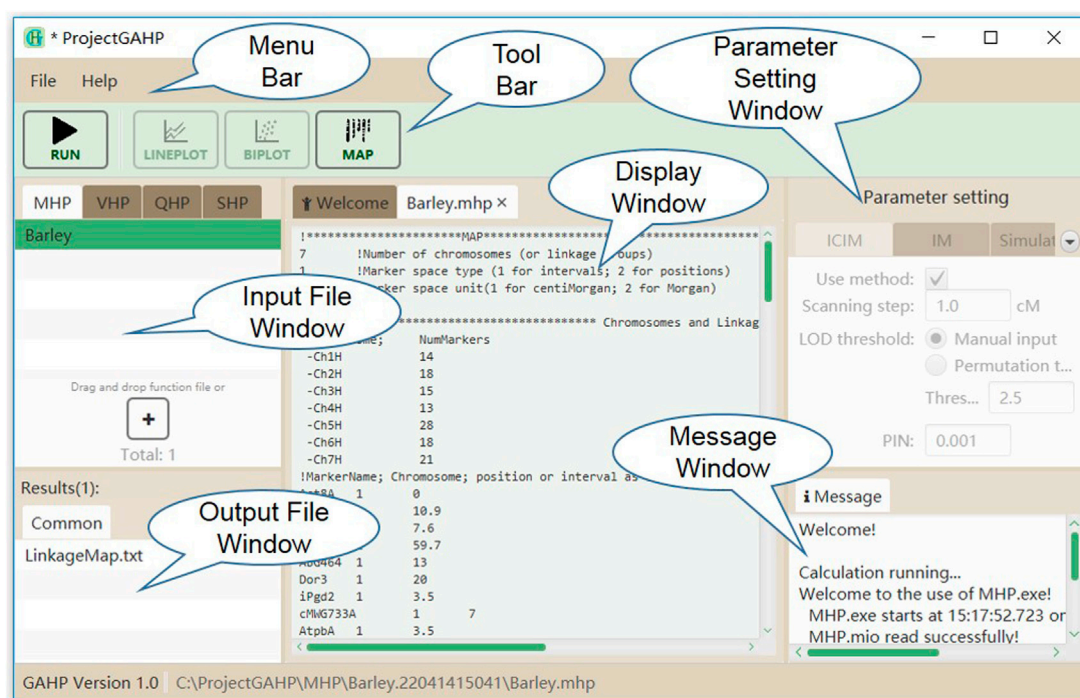 * ProjectGAHP
File Help
Menu
Bar
Tool
Bar
Parameter
Setting
Window
RUN
LINEPLOT
BIPLOT
MAP
MHP VHP QHP SHP
Barley
Input File
Window
Drag and drop function file or
+
Total: 1
Results(1):
Common
LinkageMap.txt
Output File
Window
Welcome Barley.mhp ×
Display
Window
!**********************MAP**********************************
7 !Number of chromosomes (or linkage oups)
1 !Marker space type (1 for intervals; 2 for positions)
rker space unit(1 for centiMorgan; 2 for Morgan)
**************************** Chromosomes and Linkag
me; NumMarkers
-Ch1H 14
-Ch2H 18
-Ch3H 15
-Ch4H 13
-Ch5H 28
-Ch6H 18
-Ch7H 21
!MarkerName; Chromosome; position or interval as
1 0
10.9
7.6
59.7
ABG464 1 13
Dor3 1 20
iPgd2 1 3.5
cMWG733A 1 7
AtpbA 1 3.5
Parameter setting
ICIM IM Simulat
Use method:
Scanning step: 1.0 cM
LOD threshold: Manual input
Permutation t...
Thres... 2.5
PIN: 0.001
Message
Window
Message
Welcome!
Calculation running...
Welcome to the use of MHP.exe!
MHP.exe starts at 15:17:52.723 or
MHP.mio read successfully!
GAHP Version 1.0 C:\ProjectGAHP\MHP\Barley.22041415041\Barley.mhp